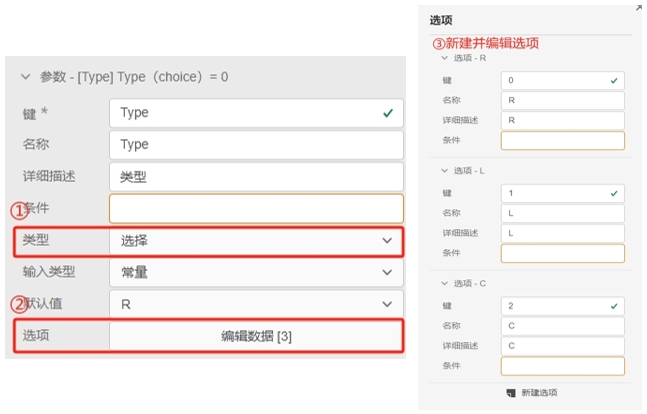 参数 - [Type] Type（choice）= 0
键 *
Type
名称
Type
详细描述
类型
①条件
类型
选择
输入类型
常量
②默认值
R
选项
编辑数据 [3]
选项
③新建并编辑选项
选项 - R
键
0
名称
R
详细描述
R
条件
选项 - L
键
1
名称
L
详细描述
L
条件
选项 - C
键
2
名称
C
详细描述
C
条件
新建选项